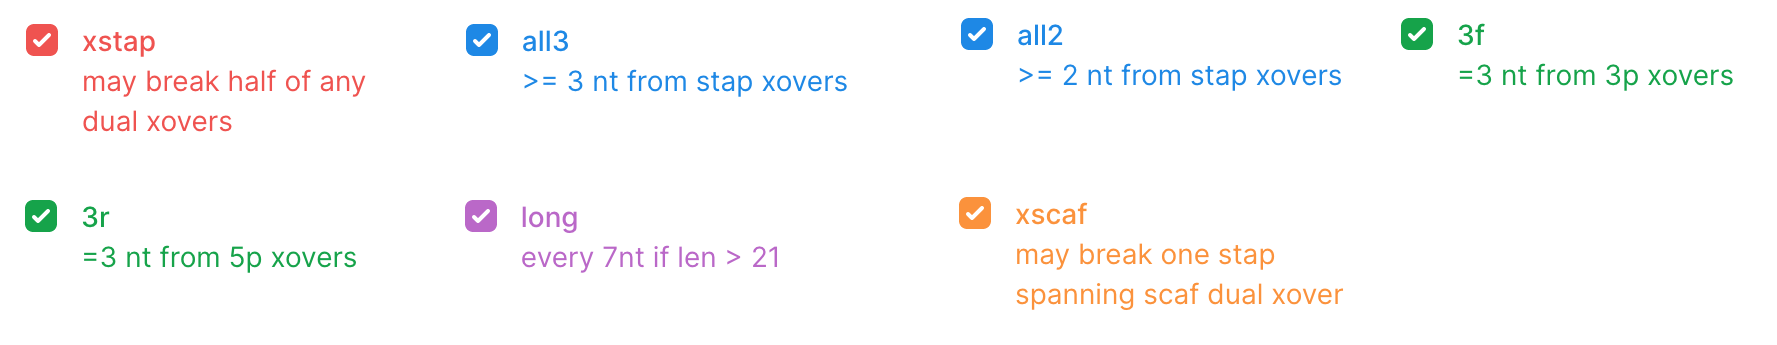 xstap
may break half of any
dual xovers
all3
>= 3 nt from stap xovers
all2
>= 2 nt from stap xovers
3f
=3 nt from 3p xovers
3r
=3 nt from 5p xovers
long
every 7nt if len > 21
xscaf
may break one stap
spanning scaf dual xover